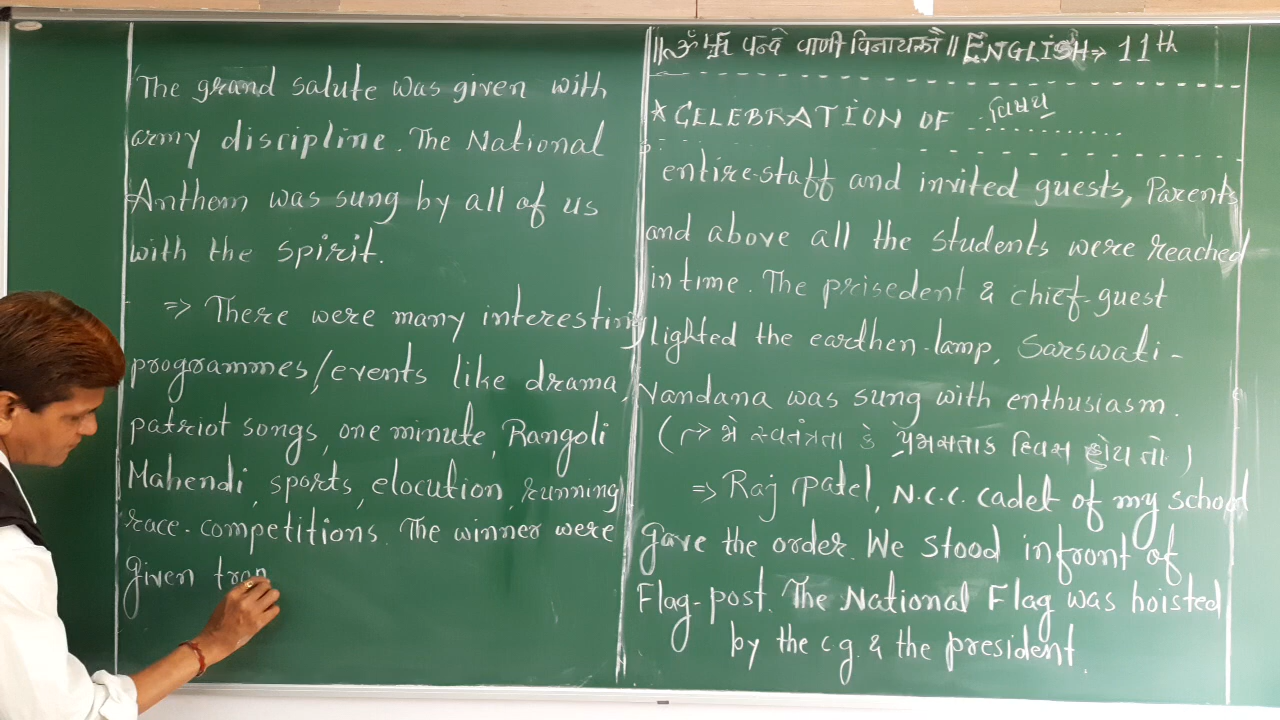 ॥ ૐ 卐 वन्दे वाणी विनायकौ ॥ ENGLISH → 11th
* CELEBRATION OF વિષય
entire-staff and invited guests, Parents
and above all the students were reached
in time. The prisedent & chief-guest
lighted the earthen-lamp, Sarswati-
Vandana was sung with enthusiasm.
(→ જો સ્વતંત્રતા કે પ્રજાસત્તાક દિવસ હોય તો)
⇒ Raj Patel, N.C.C. cadet of my school
gave the order. We stood infront of
Flag-post. The National Flag was hoisted
by the c.g. & the president.
The grand salute was given with
army discipline. The National
Anthem was sung by all of us
with the spirit.
⇒ There were many interesting
programmes/events like drama,
patriot songs, one minute, Rangoli
Mahendi, sports, elocution, running
race-competitions. The winner were
given trop